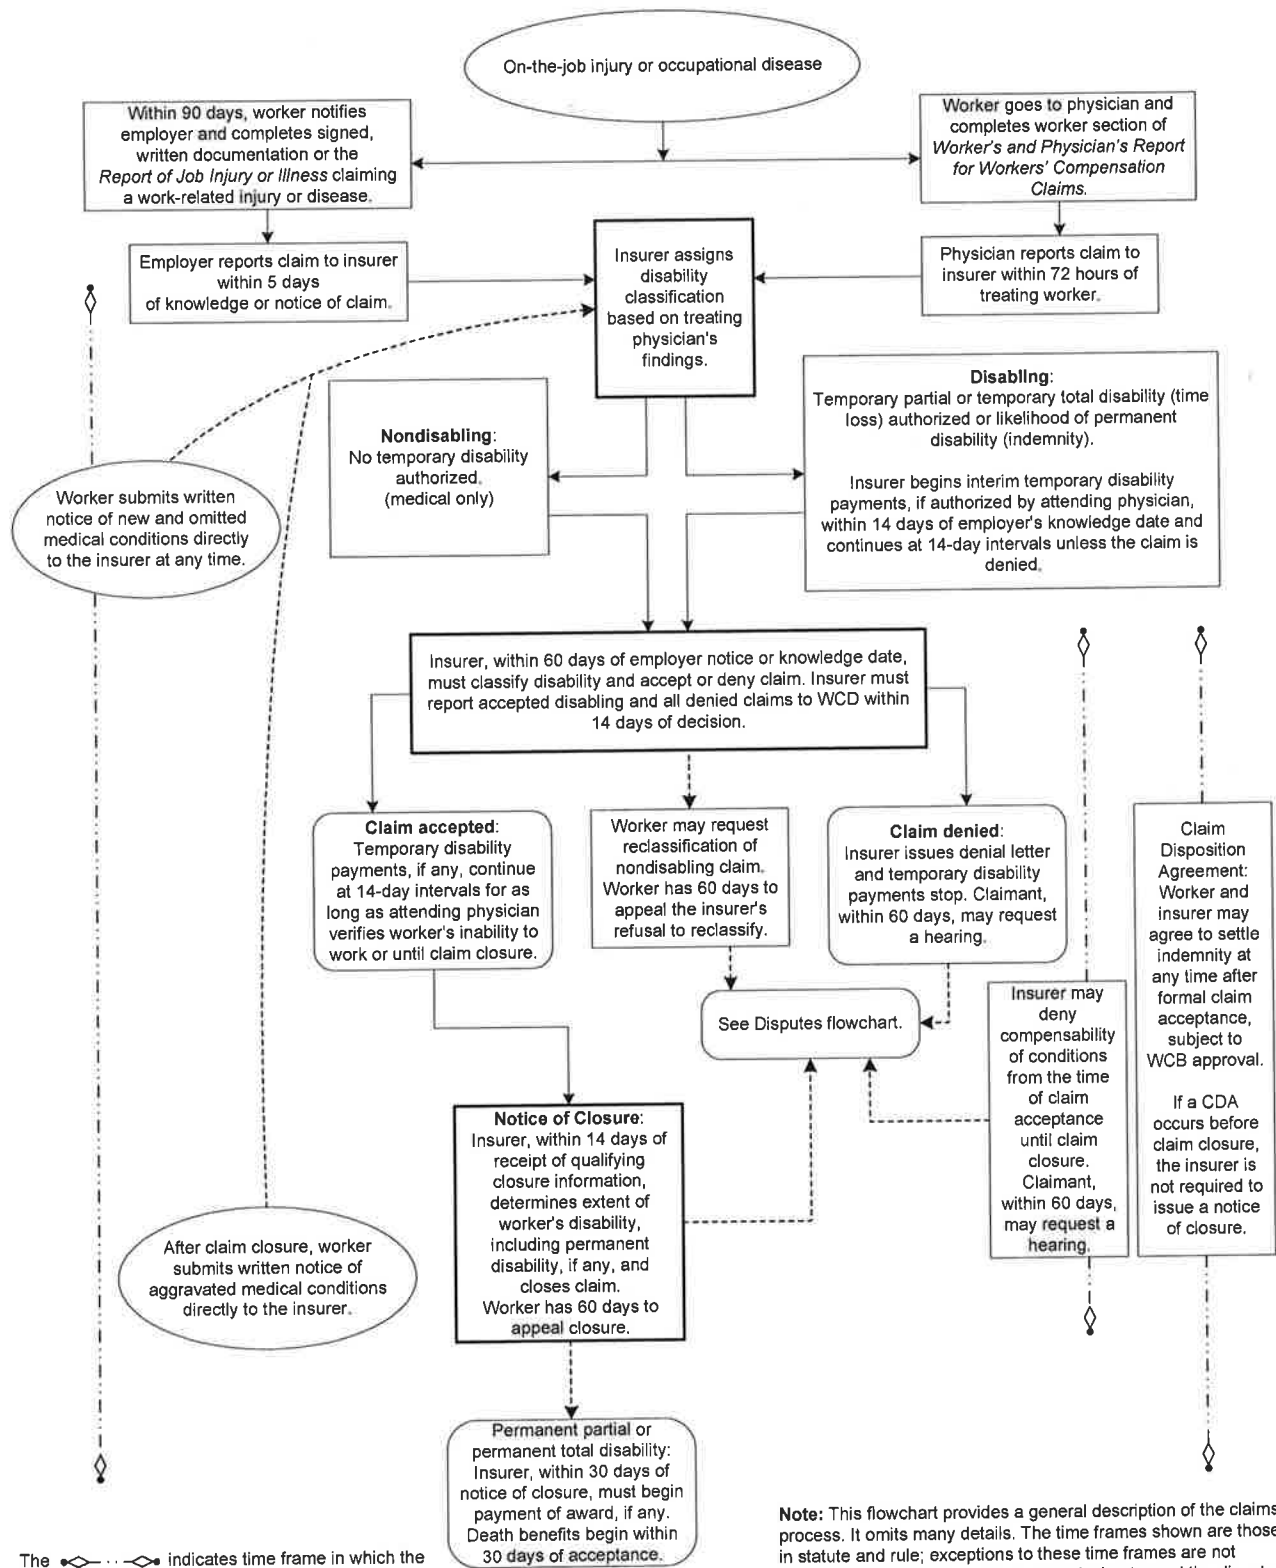 On-the-job injury or occupational disease
Within 90 days, worker notifies
employer and completes signed,
written documentation or the
Report of Job Injury or Illness claiming
a work-related injury or disease.
Worker goes to physician and
completes worker section of
Worker's and Physician's Report
for Workers' Compensation
Claims.
Employer reports claim to insurer
within 5 days
of knowledge or notice of claim.
Insurer assigns
disability
classification
based on treating
physician's
findings.
Physician reports claim to
insurer within 72 hours of
treating worker.
Nondisabling:
No temporary disability
authorized.
(medical only)
Disabling:
Temporary partial or temporary total disability (time
loss) authorized or likelihood of permanent
disability (indemnity).
Insurer begins interim temporary disability
payments, if authorized by attending physician,
within 14 days of employer's knowledge date and
continues at 14-day intervals unless the claim is
denied.
Worker submits written
notice of new and omitted
medical conditions directly
to the insurer at any time.
Insurer, within 60 days of employer notice or knowledge date,
must classify disability and accept or deny claim. Insurer must
report accepted disabling and all denied claims to WCD within
14 days of decision.
Claim accepted:
Temporary disability
payments, if any, continue
at 14-day intervals for as
long as attending physician
verifies worker's inability to
work or until claim closure.
Worker may request
reclassification of
nondisabling claim.
Worker has 60 days to
appeal the insurer's
refusal to reclassify.
Claim denied:
Insurer issues denial letter
and temporary disability
payments stop. Claimant,
within 60 days, may request
a hearing.
Claim
Disposition
Agreement:
Worker and
insurer may
agree to settle
indemnity at
any time after
formal claim
acceptance,
subject to
WCB approval.
If a CDA
occurs before
claim closure,
the insurer is
not required to
issue a notice
of closure.
See Disputes flowchart.
Insurer may
deny
compensability
of conditions
from the time
of claim
acceptance
until claim
closure.
Claimant,
within 60 days,
may request a
hearing.
Notice of Closure:
Insurer, within 14 days of
receipt of qualifying
closure information,
determines extent of
worker's disability,
including permanent
disability, if any, and
closes claim.
Worker has 60 days to
appeal closure.
After claim closure, worker
submits written notice of
aggravated medical conditions
directly to the insurer.
Permanent partial or
permanent total disability:
Insurer, within 30 days of
notice of closure, must begin
payment of award, if any.
Death benefits begin within
30 days of acceptance.
Note: This flowchart provides a general description of the claims
process. It omits many details. The time frames shown are those
in statute and rule; exceptions to these time frames are not
The indicates time frame in which the